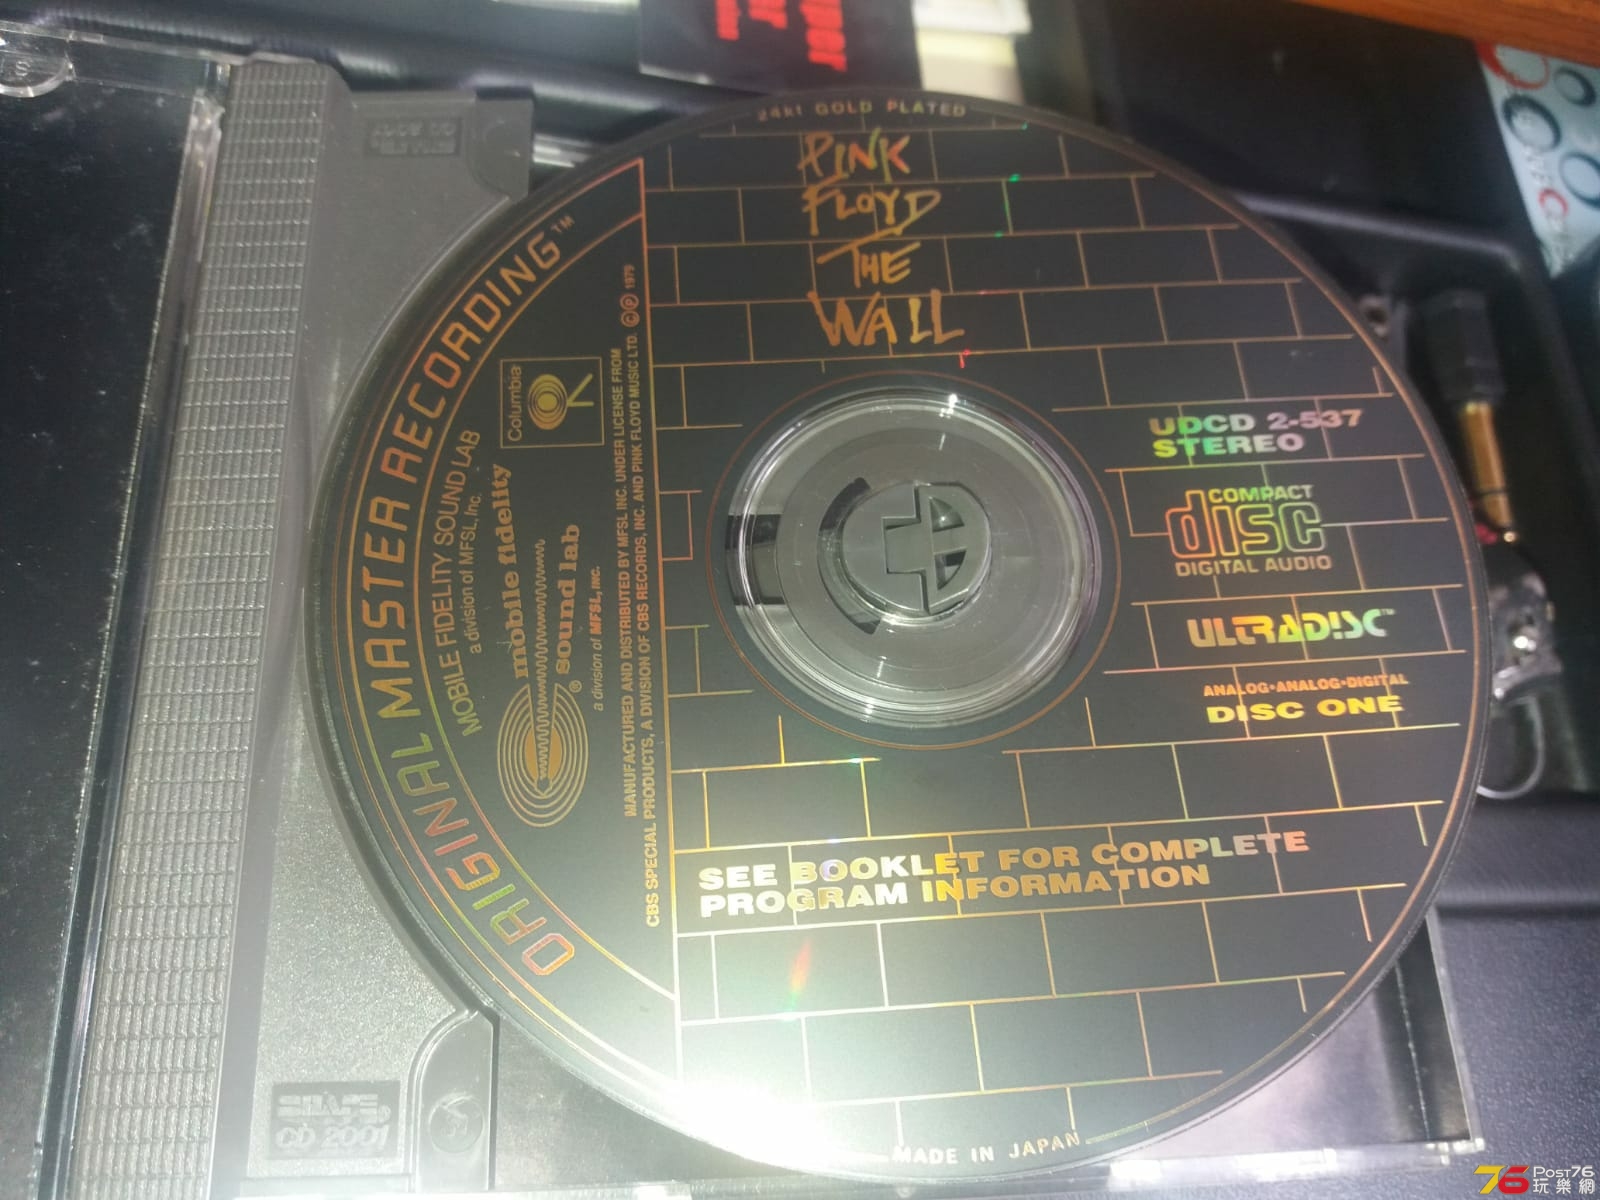 24kt GOLD PLATED
PINK
FLOYD
THE
WALL
UDCD 2-537
STEREO
COMPACT
disc
DIGITAL AUDIO
ULTRADISC™
ANALOG•ANALOG•DIGITAL
DISC ONE
SEE BOOKLET FOR COMPLETE
PROGRAM INFORMATION
MADE IN JAPAN
ORIGINAL MASTER RECORDING™
MOBILE FIDELITY SOUND LAB
a division of MFSL, Inc.
Columbia
mobile fidelity
sound lab®
a division of MFSL, INC.
MANUFACTURED AND DISTRIBUTED BY MFSL INC. UNDER LICENSE FROM
CBS SPECIAL PRODUCTS, A DIVISION OF CBS RECORDS, INC. AND PINK FLOYD MUSIC LTD. ©℗ 1979
CD 2001
76 Post76
玩樂網